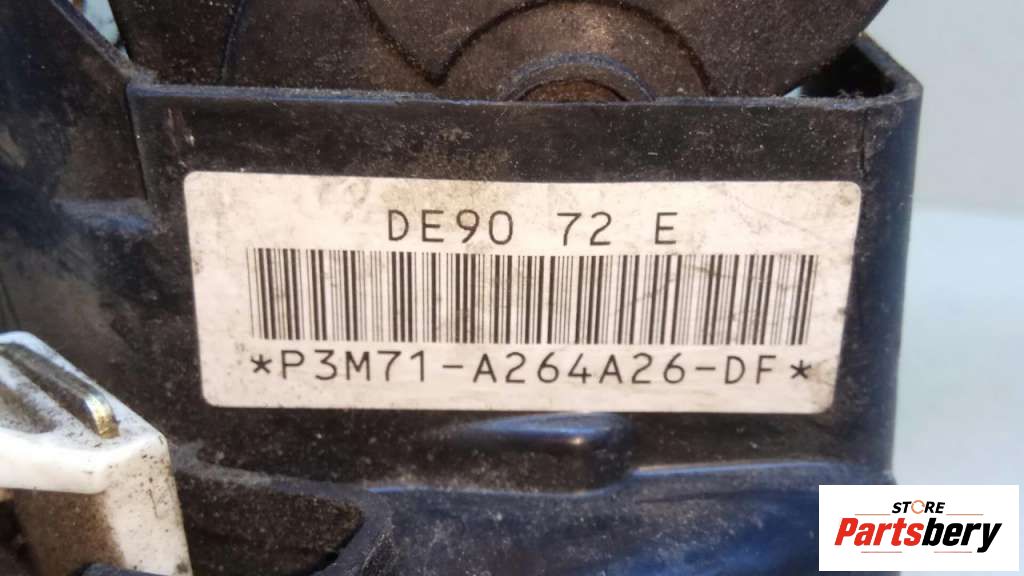 DE90 72 E
*P3M71-A264A26-DF*
STORE
Partsbery